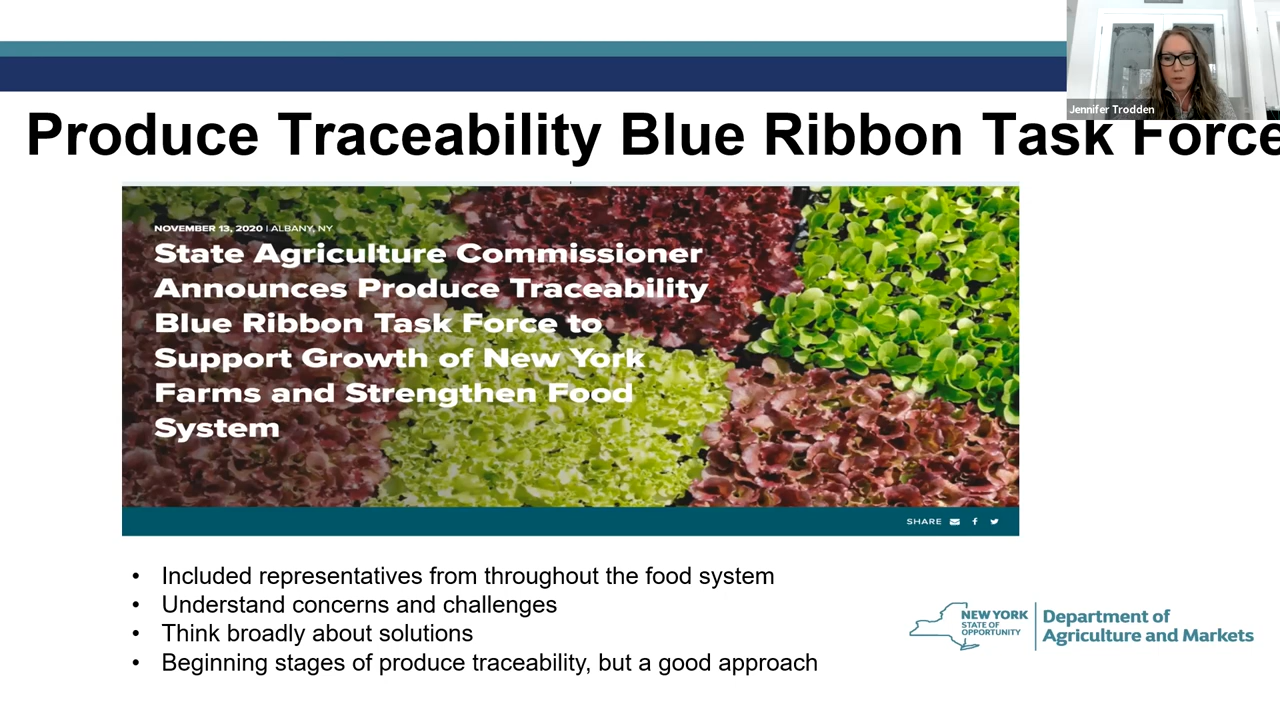 Jennifer Trodden
Produce Traceability Blue Ribbon Task Force
NOVEMBER 13, 2020 | ALBANY, NY
State Agriculture Commissioner
Announces Produce Traceability
Blue Ribbon Task Force to
Support Growth of New York
Farms and Strengthen Food
System
SHARE
• Included representatives from throughout the food system
• Understand concerns and challenges
• Think broadly about solutions
• Beginning stages of produce traceability, but a good approach
NEW YORK
STATE OF
OPPORTUNITY
Department of
Agriculture and Markets